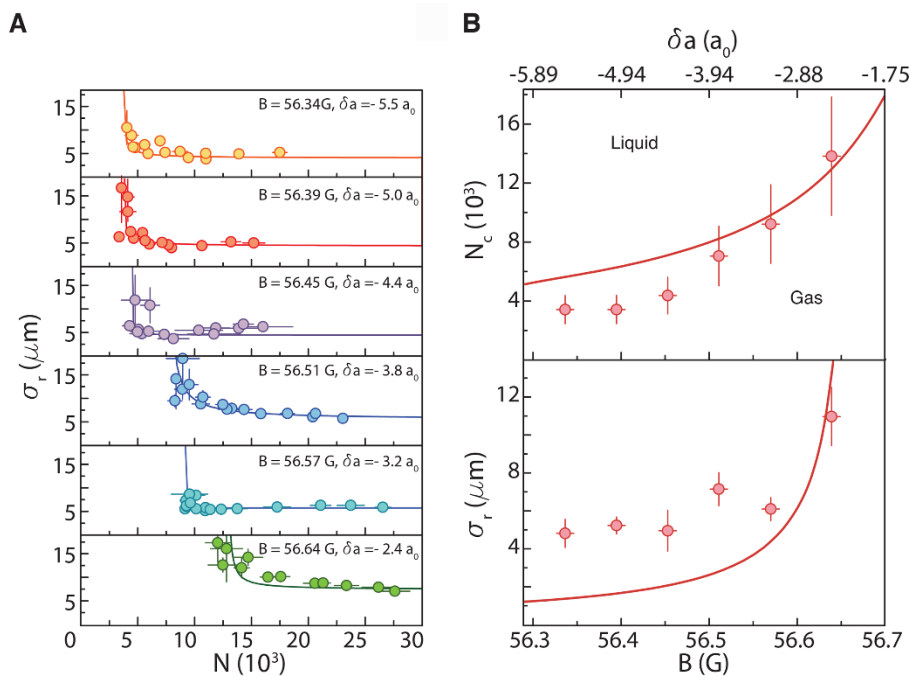 A
B
δa (a₀)
-5.89 -4.94 -3.94 -2.88 -1.75
B = 56.34G, δa =- 5.5 a₀
15
5
B = 56.39 G, δa =- 5.0 a₀
15
5
B = 56.45 G, δa =- 4.4 a₀
15
5
B = 56.51 G, δa =- 3.8 a₀
15
5
B = 56.57 G, δa =- 3.2 a₀
15
5
B = 56.64 G, δa =- 2.4 a₀
15
5
σr (μm)
0 5 10 15 20 25 30
N (10³)
16
12
8
4
Nc (10³)
Liquid
Gas
12
8
4
σr (μm)
56.3 56.4 56.5 56.6 56.7
B (G)